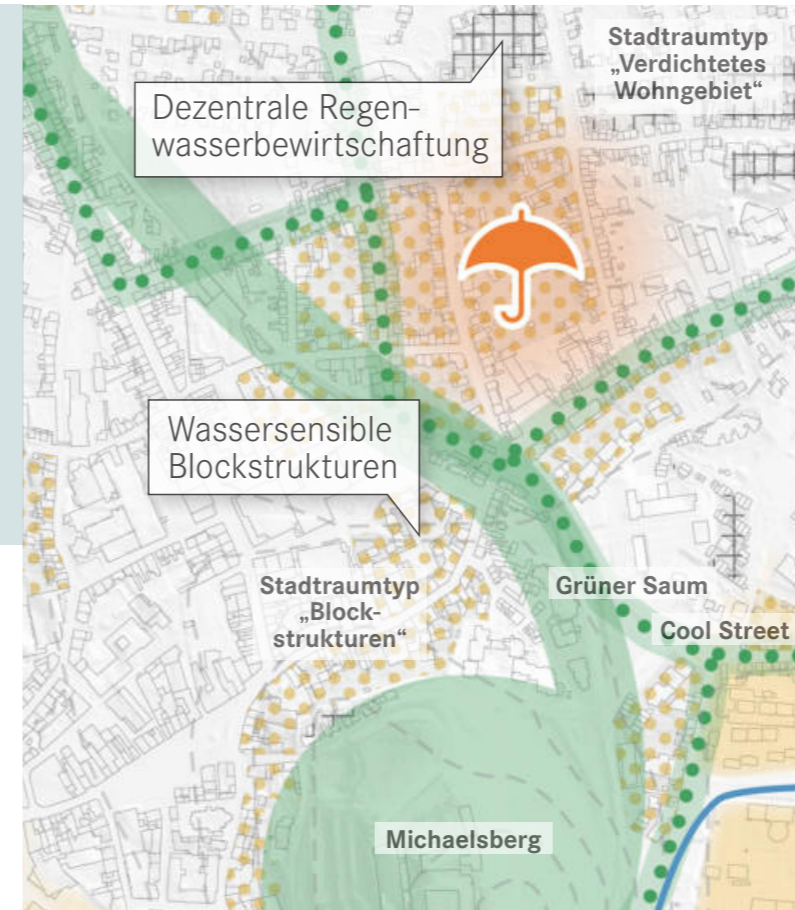 Stadtraumtyp
„Verdichtetes
Wohngebiet“
Dezentrale Regen-
wasserbewirtschaftung
Wassersensible
Blockstrukturen
Stadtraumtyp
„Block-
strukturen“
Grüner Saum
Cool Street
Michaelsberg